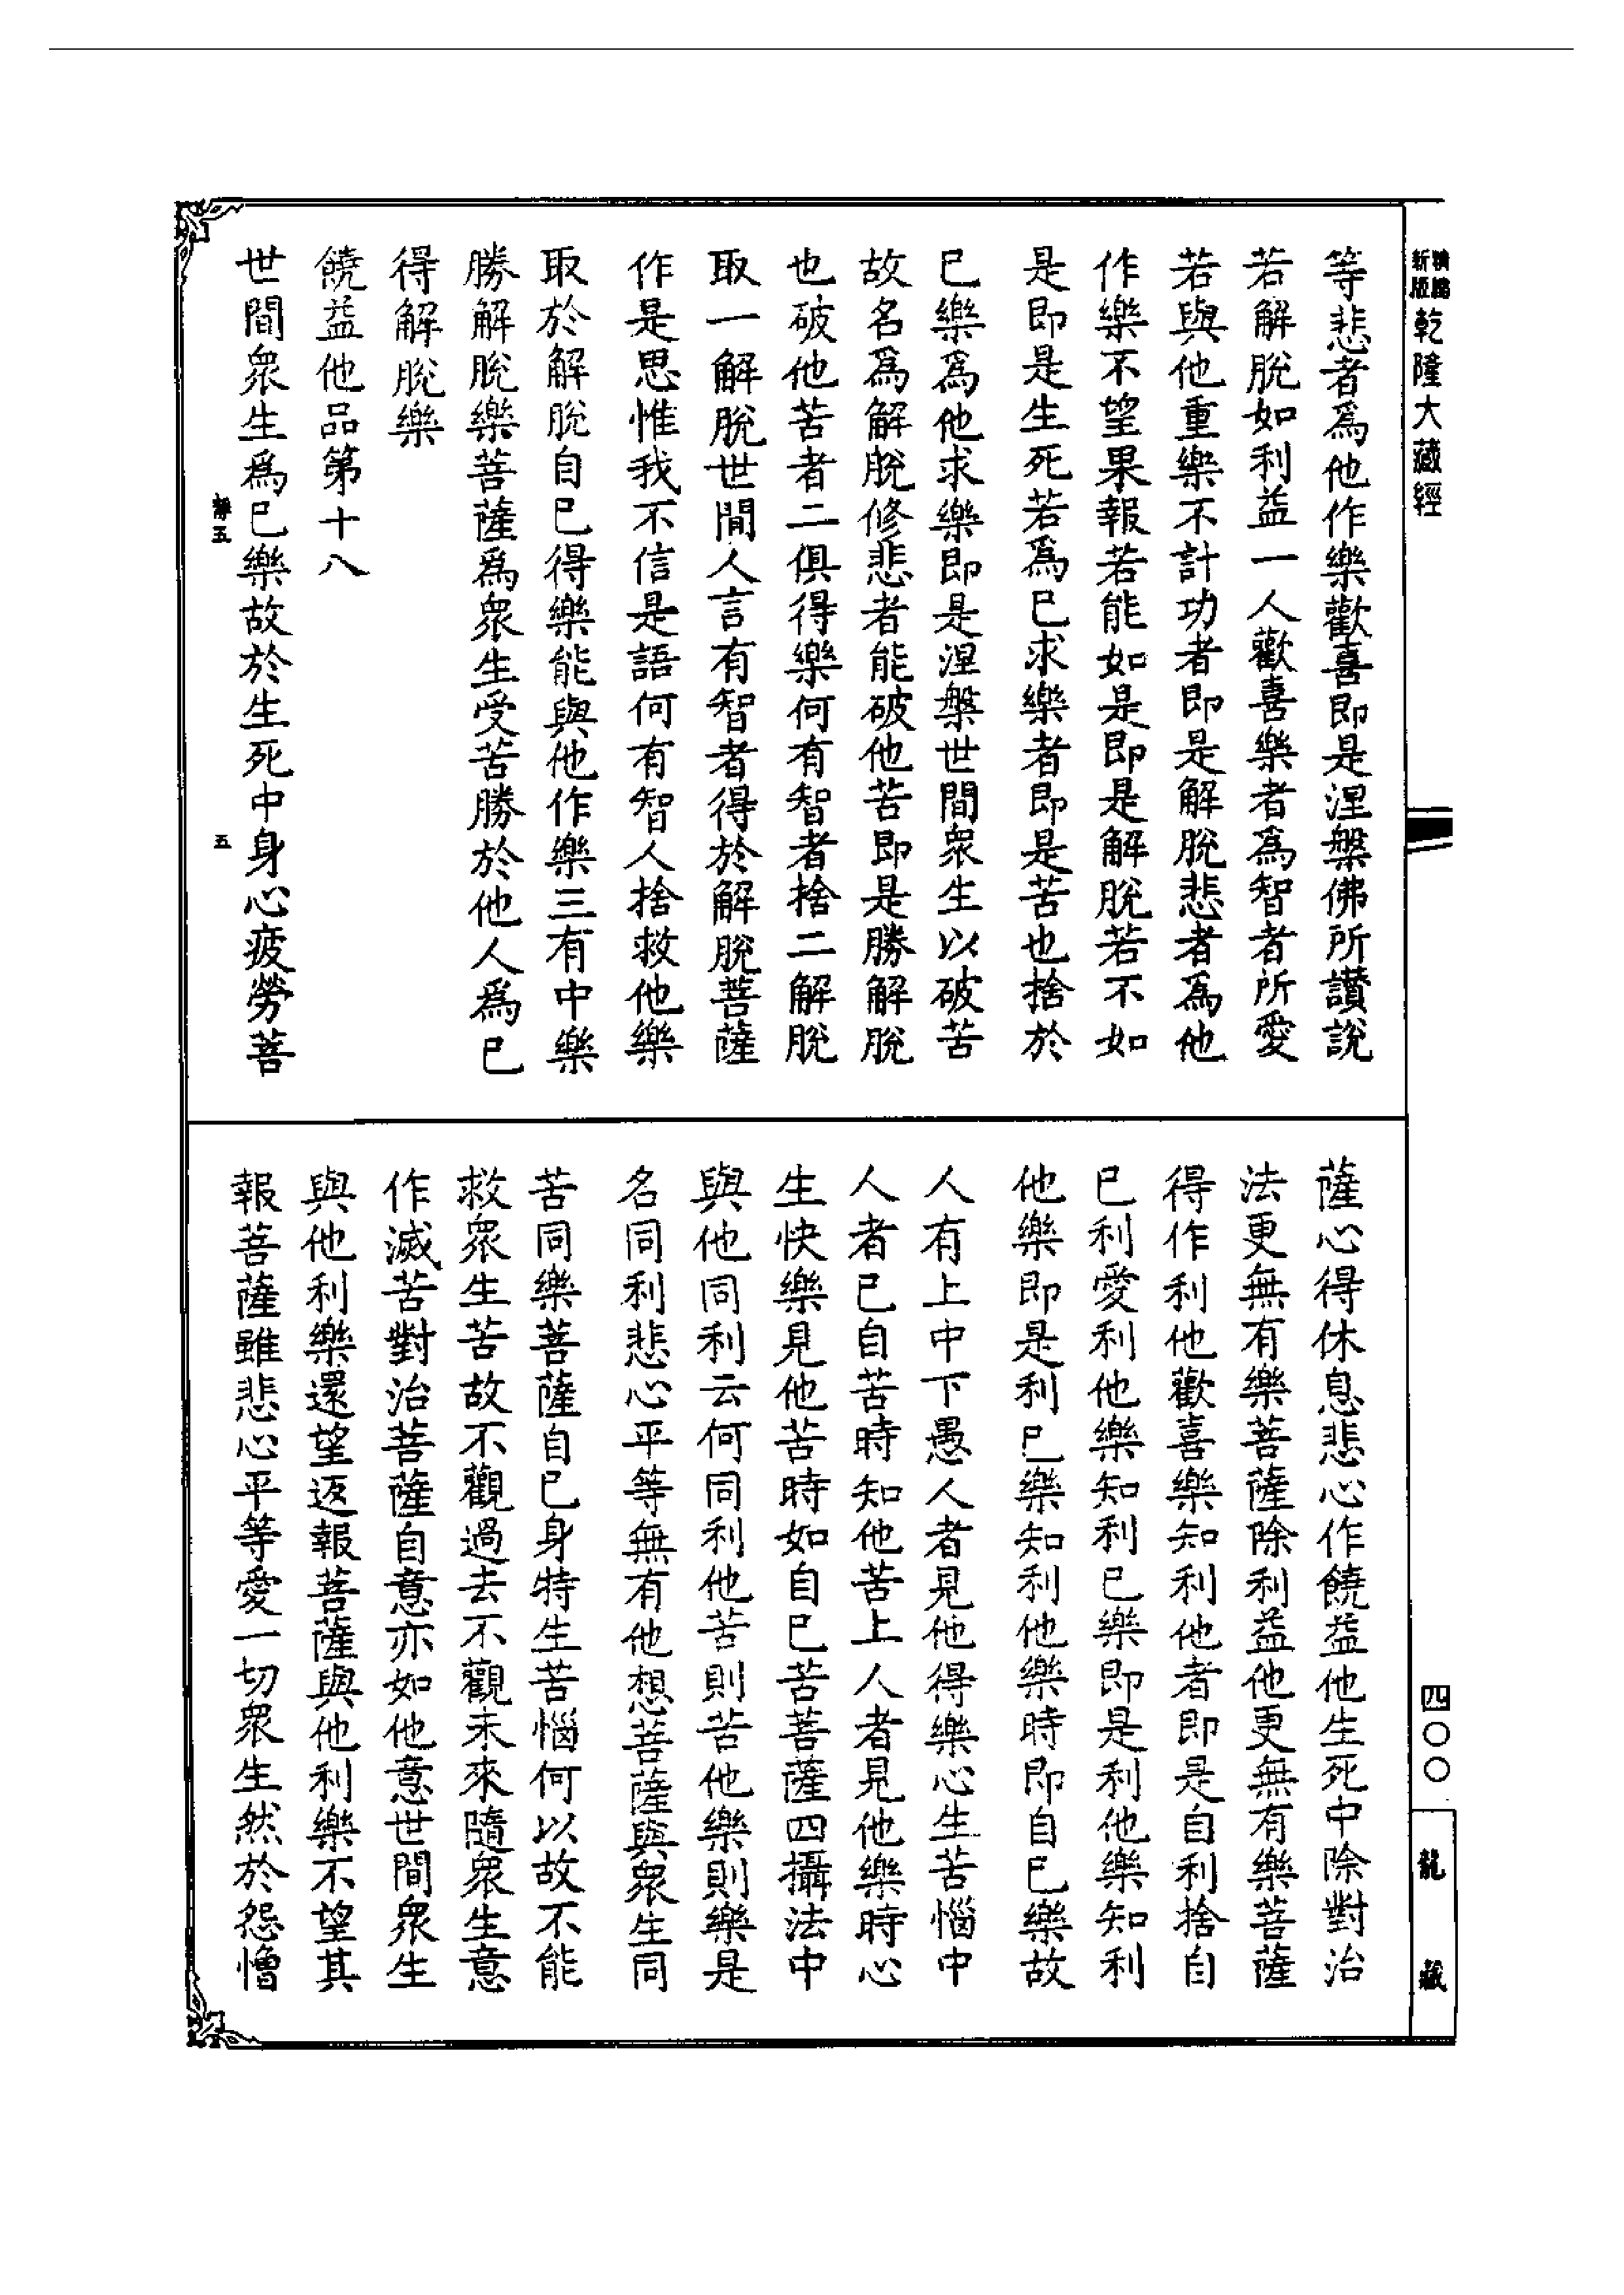 新版
乾隆大藏經
等悲者為他作樂歡喜即是涅槃佛所讚說
若解脫如利益一人歡喜樂者為智者所愛
若與他重樂不計功者即是解脫悲者為他
作樂不望果報若能如是即是解脫若不如
是即是生死若為已求樂者即是苦也捨於
已樂為他求樂即是涅槃世間衆生以破苦
故名為解脫修悲者能破他苦即是勝解脫
也破他苦者二俱得樂何有智者捨二解脫
取一解脫世間人言有智者得於解脫菩薩
作是思惟我不信是語何有智人捨救他樂
取於解脫自已得樂能與他作樂三有中樂
勝解脫樂菩薩為衆生受苦勝於他人為已
得解脫樂
饒益他品第十八
世間衆生為已樂故於生死中身心疲勞菩
靜五
五
薩心得休息悲心作饒益他生死中除對治
法更無有樂菩薩除利益他更無有樂菩薩
得作利他歡喜樂知利他者即是自利捨自
已利愛利他樂知利已樂即是利他樂知利
他樂即是利已樂知利他樂時即自已樂故
人有上中下愚人者見他得樂心生苦惱中
人者已自苦時知他苦上人者見他樂時心
生快樂見他苦時如自已苦菩薩四攝法中
與他同利云何同利他苦則苦他樂則樂是
名同利悲心平等無有他想菩薩與衆生同
苦同樂菩薩自已身特生苦惱何以故不能
救衆生苦故不觀過去不觀未來隨衆生意
作滅苦對治菩薩自意亦如他意世間衆生
與他利樂還望返報菩薩與他利樂不望其
報菩薩雖悲心平等愛一切衆生然於怨憎
四〇〇
龍藏